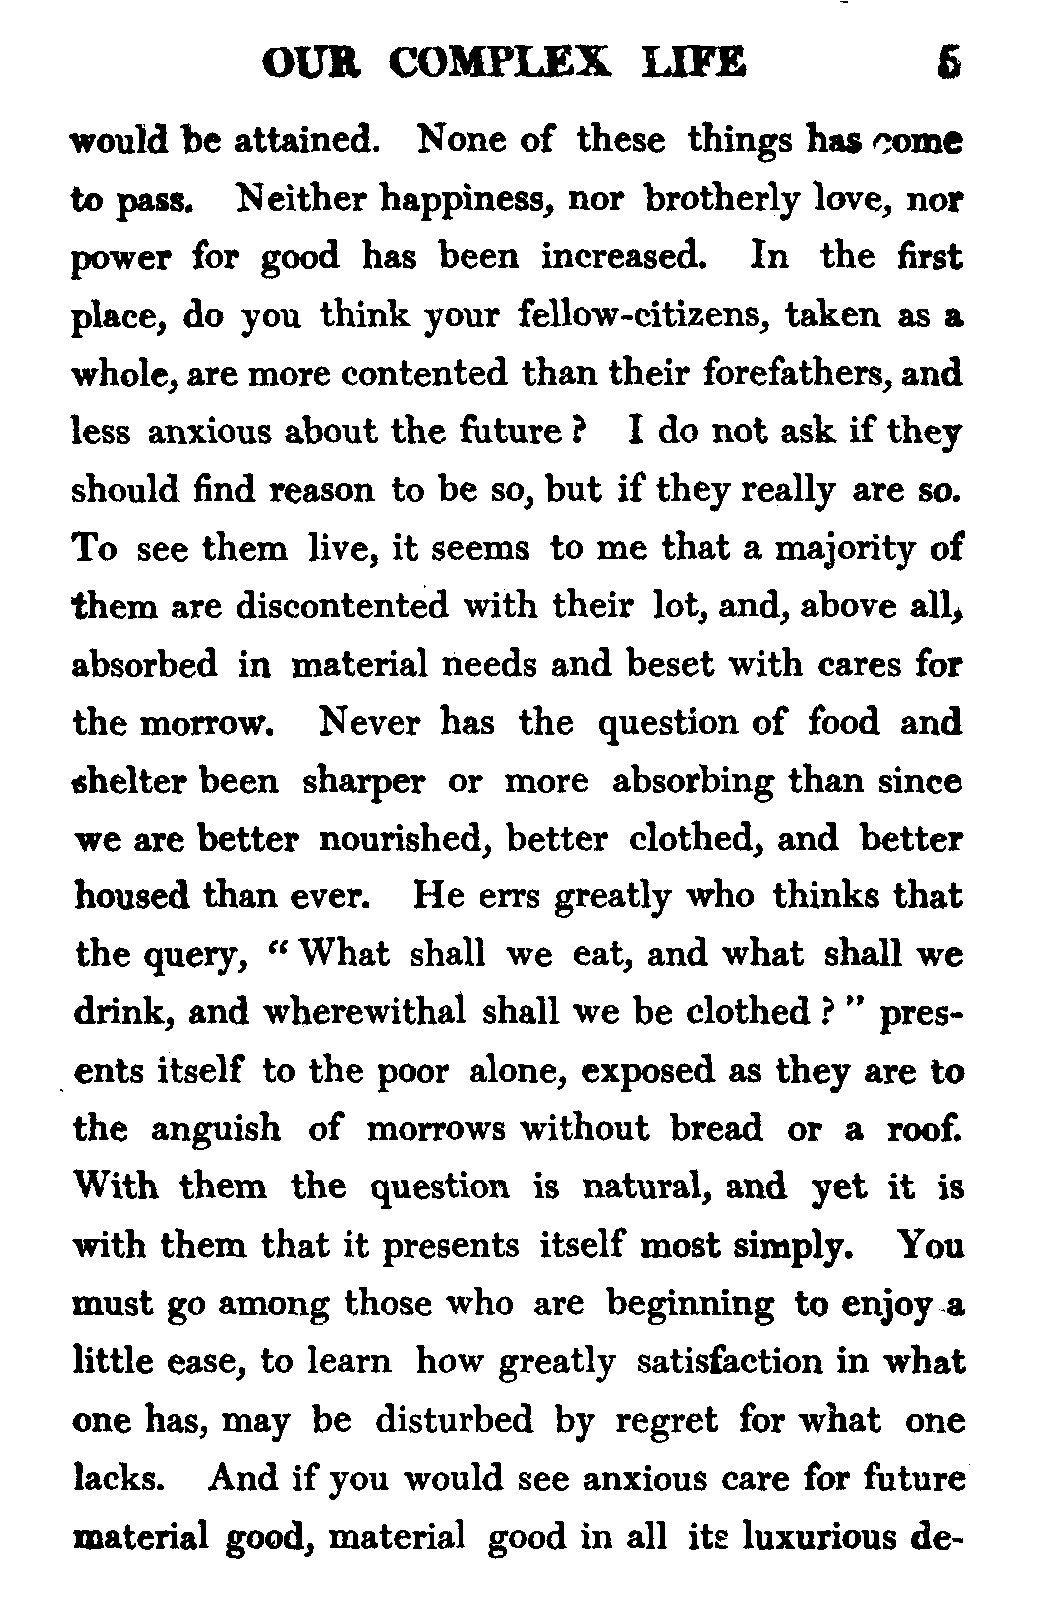 OUR COMPLEX LIFE 5
would be attained. None of these things has come
to pass. Neither happiness, nor brotherly love, nor
power for good has been increased. In the first
place, do you think your fellow-citizens, taken as a
whole, are more contented than their forefathers, and
less anxious about the future? I do not ask if they
should find reason to be so, but if they really are so.
To see them live, it seems to me that a majority of
them are discontented with their lot, and, above all,
absorbed in material needs and beset with cares for
the morrow. Never has the question of food and
shelter been sharper or more absorbing than since
we are better nourished, better clothed, and better
housed than ever. He errs greatly who thinks that
the query, “What shall we eat, and what shall we
drink, and wherewithal shall we be clothed?” pres-
ents itself to the poor alone, exposed as they are to
the anguish of morrows without bread or a roof.
With them the question is natural, and yet it is
with them that it presents itself most simply. You
must go among those who are beginning to enjoy a
little ease, to learn how greatly satisfaction in what
one has, may be disturbed by regret for what one
lacks. And if you would see anxious care for future
material good, material good in all its luxurious de-